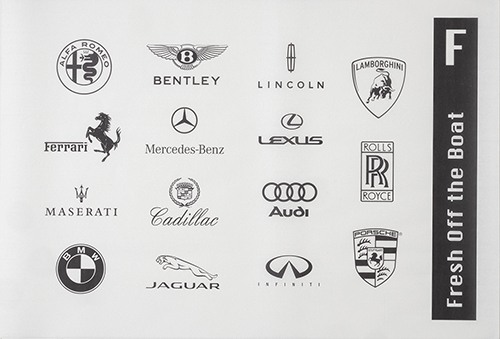 ALFA ROMEO
B
BENTLEY
LINCOLN
LAMBORGHINI
Ferrari
Mercedes-Benz
LEXUS
ROLLS
RR
ROYCE
MASERATI
Cadillac
Audi
PORSCHE
BMW
JAGUAR
INFINITI
F
Fresh Off the Boat